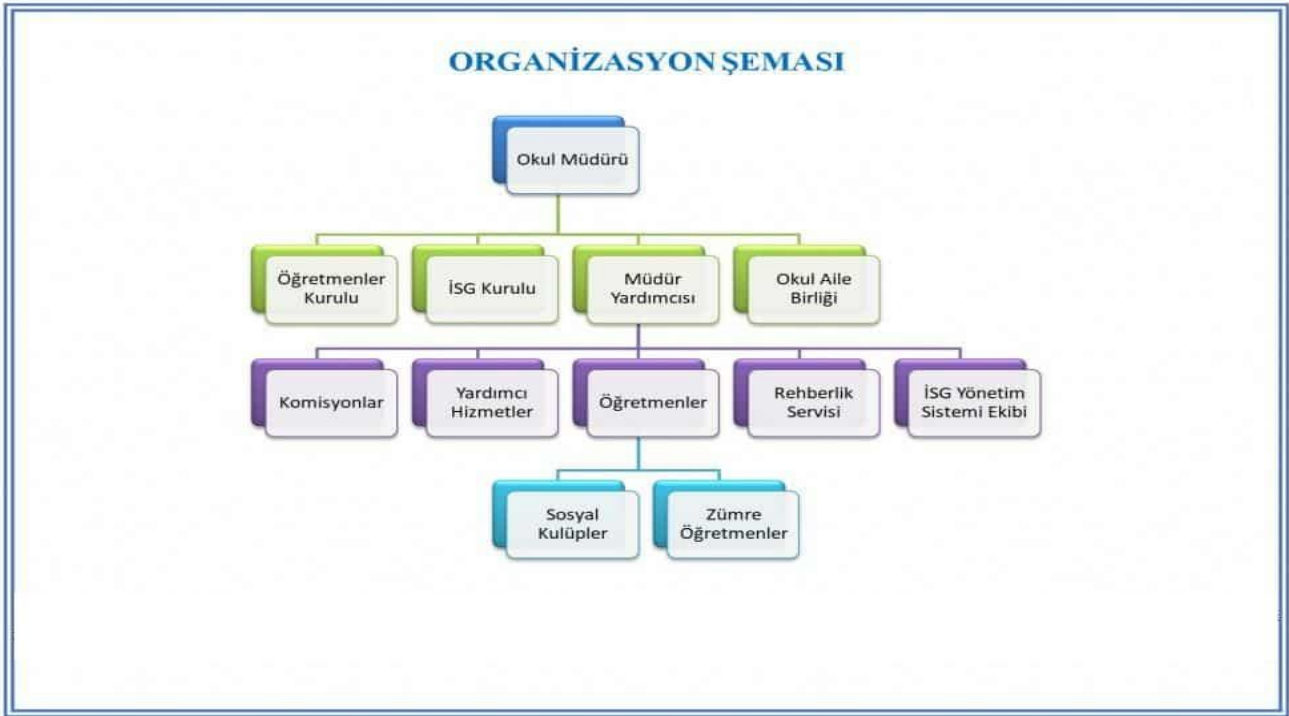 ORGANİZASYON ŞEMASI
Okul Müdürü
Öğretmenler
Kurulu
İSG Kurulu
Müdür
Yardımcısı
Okul Aile
Birliği
Komisyonlar
Yardımcı
Hizmetler
Öğretmenler
Rehberlik
Servisi
İSG Yönetim
Sistemi Ekibi
Sosyal
Kulüpler
Zümre
Öğretmenler